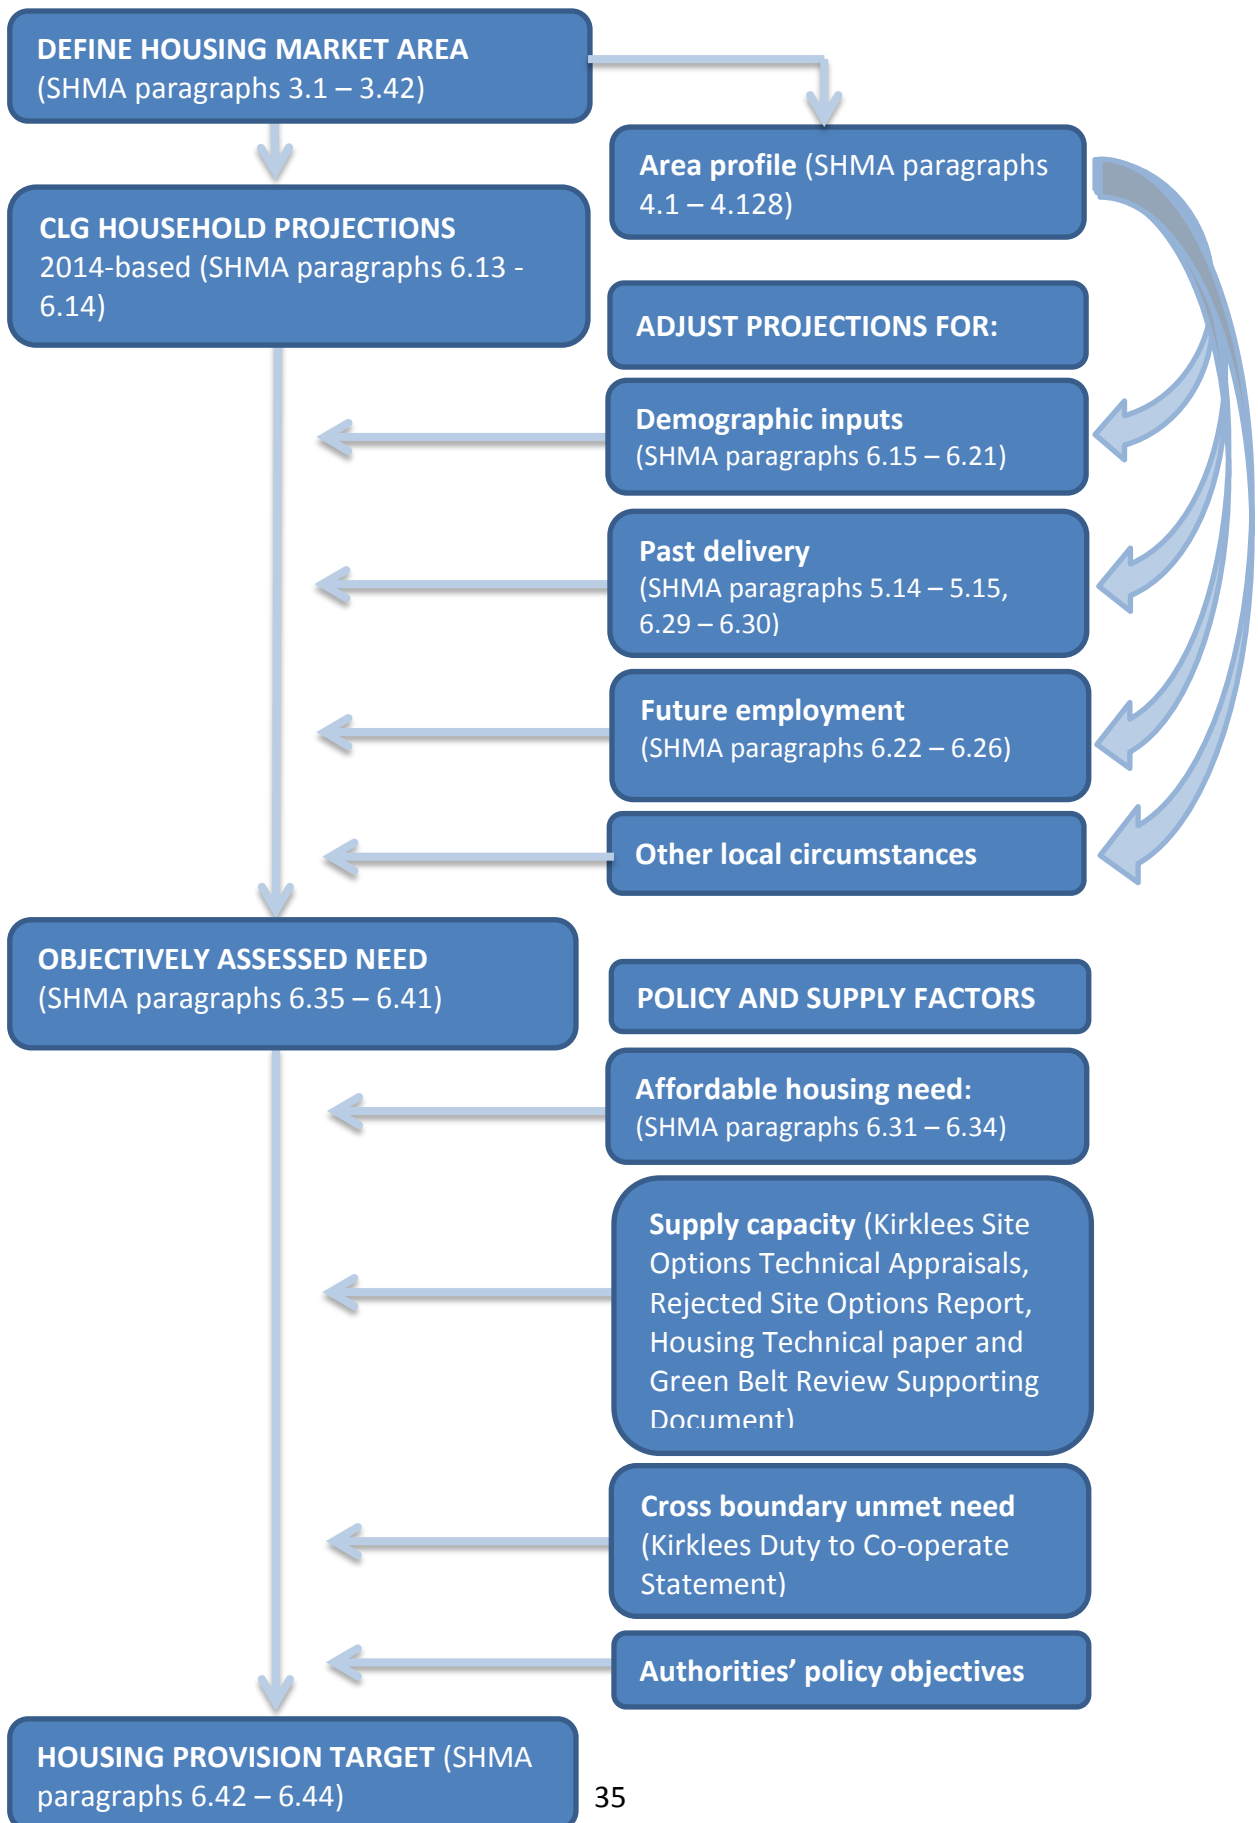 DEFINE HOUSING MARKET AREA
(SHMA paragraphs 3.1 – 3.42)
Area profile (SHMA paragraphs
4.1 – 4.128)
CLG HOUSEHOLD PROJECTIONS
2014-based (SHMA paragraphs 6.13 -
6.14)
ADJUST PROJECTIONS FOR:
Demographic inputs
(SHMA paragraphs 6.15 – 6.21)
Past delivery
(SHMA paragraphs 5.14 – 5.15,
6.29 – 6.30)
Future employment
(SHMA paragraphs 6.22 – 6.26)
Other local circumstances
OBJECTIVELY ASSESSED NEED
(SHMA paragraphs 6.35 – 6.41)
POLICY AND SUPPLY FACTORS
Affordable housing need:
(SHMA paragraphs 6.31 – 6.34)
Supply capacity (Kirklees Site
Options Technical Appraisals,
Rejected Site Options Report,
Housing Technical paper and
Green Belt Review Supporting
Document)
Cross boundary unmet need
(Kirklees Duty to Co-operate
Statement)
Authorities’ policy objectives
HOUSING PROVISION TARGET (SHMA
paragraphs 6.42 – 6.44)
35